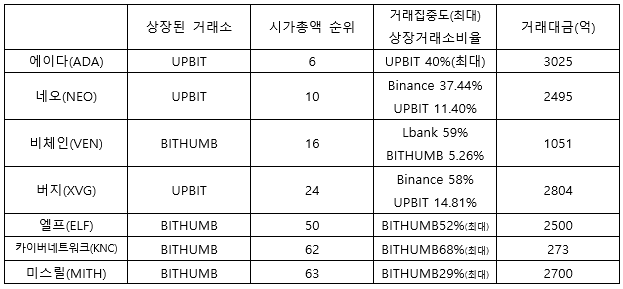 상장된 거래소 시가총액 순위 거래집중도(최대) 거래대금(억)
상장거래소비율
에이다(ADA) UPBIT 6 UPBIT 40%(최대) 3025
네오(NEO) UPBIT 10 Binance 37.44% 2495
UPBIT 11.40%
비체인(VEN) BITHUMB 16 Lbank 59% 1051
BITHUMB 5.26%
버지(XVG) UPBIT 24 Binance 58% 2804
UPBIT 14.81%
엘프(ELF) BITHUMB 50 BITHUMB52%(최대) 2500
카이버네트워크(KNC) BITHUMB 62 BITHUMB68%(최대) 273
미스릴(MITH) BITHUMB 63 BITHUMB29%(최대) 2700